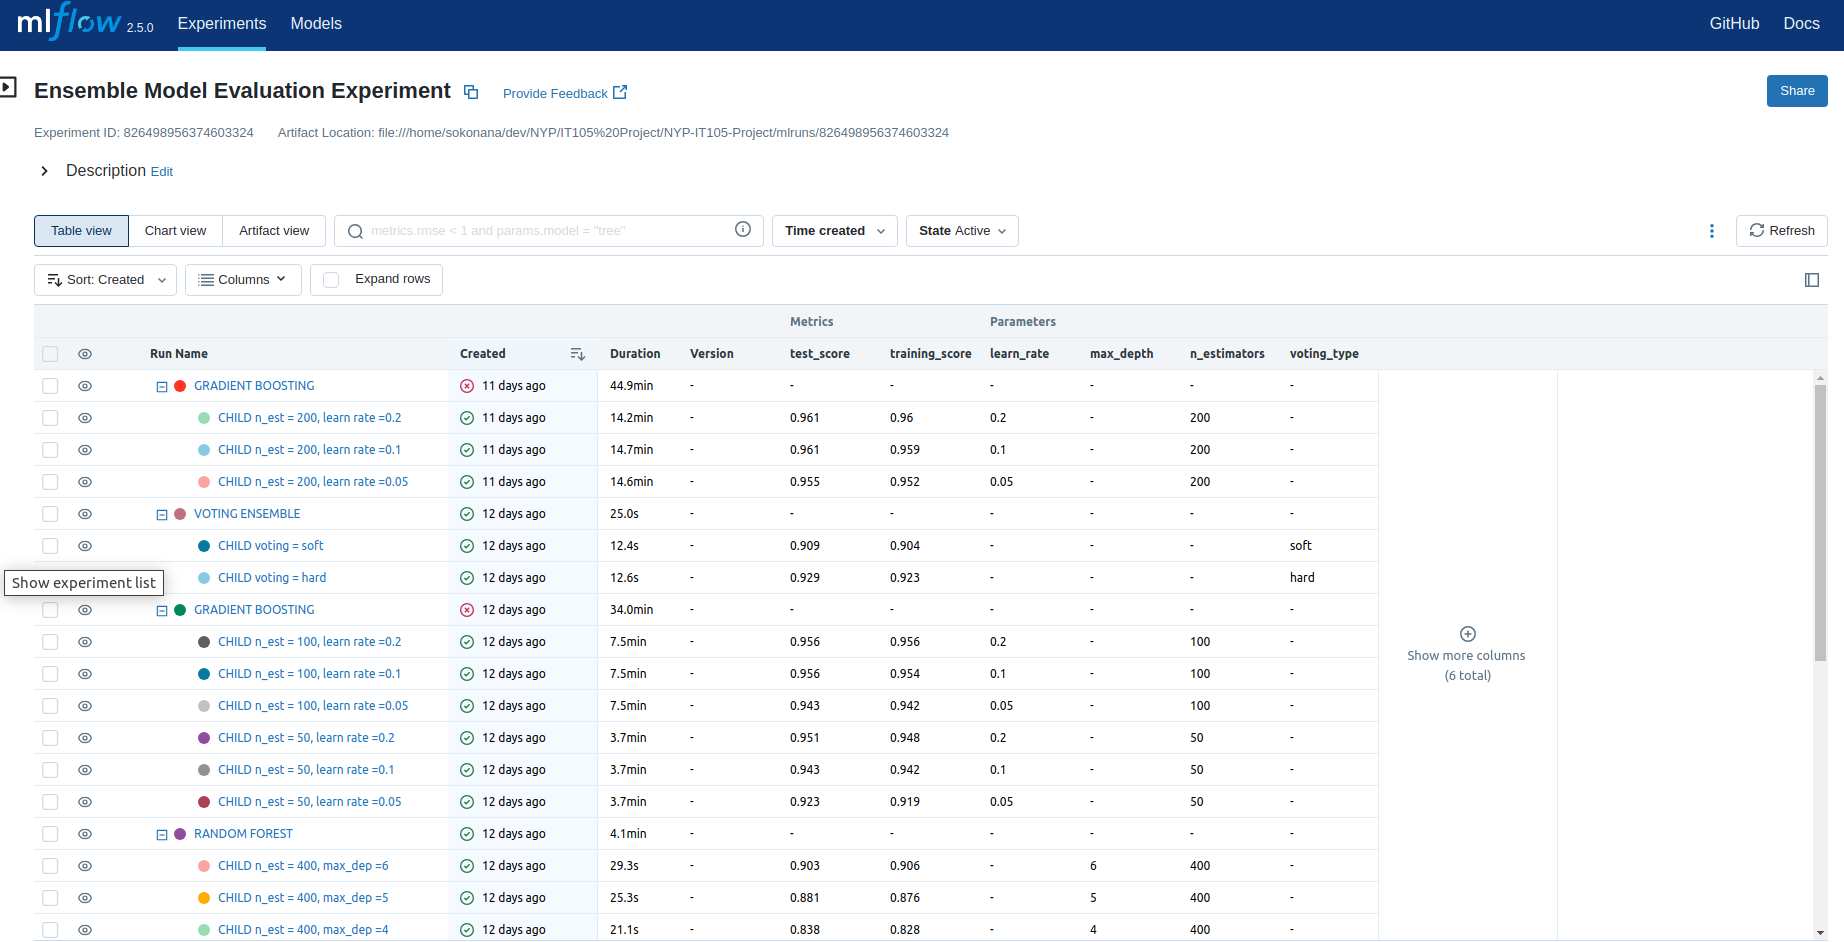 mlflow 2.5.0 Experiments Models GitHub Docs
Ensemble Model Evaluation Experiment Provide Feedback Share
Experiment ID: 826498956374603324 Artifact Location: file:///home/sokonana/dev/NYP/IT105%20Project/NYP-IT105-Project/mlruns/826498956374603324
Description Edit
Table view Chart view Artifact view metrics.rmse < 1 and params.model = "tree" Time created State Active Refresh
Sort: Created Columns Expand rows
Metrics Parameters
Run Name Created Duration Version test_score training_score learn_rate max_depth n_estimators voting_type
GRADIENT BOOSTING 11 days ago 44.9min - - - - - - -
CHILD n_est = 200, learn rate =0.2 11 days ago 14.2min - 0.961 0.96 0.2 - 200 -
CHILD n_est = 200, learn rate =0.1 11 days ago 14.7min - 0.961 0.959 0.1 - 200 -
CHILD n_est = 200, learn rate =0.05 11 days ago 14.6min - 0.955 0.952 0.05 - 200 -
VOTING ENSEMBLE 12 days ago 25.0s - - - - - - -
CHILD voting = soft 12 days ago 12.4s - 0.909 0.904 - - - soft
CHILD voting = hard 12 days ago 12.6s - 0.929 0.923 - - - hard
Show experiment list
GRADIENT BOOSTING 12 days ago 34.0min - - - - - - -
CHILD n_est = 100, learn rate =0.2 12 days ago 7.5min - 0.956 0.956 0.2 - 100 -
CHILD n_est = 100, learn rate =0.1 12 days ago 7.5min - 0.956 0.954 0.1 - 100 -
CHILD n_est = 100, learn rate =0.05 12 days ago 7.5min - 0.943 0.942 0.05 - 100 -
CHILD n_est = 50, learn rate =0.2 12 days ago 3.7min - 0.951 0.948 0.2 - 50 -
CHILD n_est = 50, learn rate =0.1 12 days ago 3.7min - 0.943 0.942 0.1 - 50 -
CHILD n_est = 50, learn rate =0.05 12 days ago 3.7min - 0.923 0.919 0.05 - 50 -
RANDOM FOREST 12 days ago 4.1min - - - - - - -
CHILD n_est = 400, max_dep =6 12 days ago 29.3s - 0.903 0.906 - 6 400 -
CHILD n_est = 400, max_dep =5 12 days ago 25.3s - 0.881 0.876 - 5 400 -
CHILD n_est = 400, max_dep =4 12 days ago 21.1s - 0.838 0.828 - 4 400 -
Show more columns
(6 total)